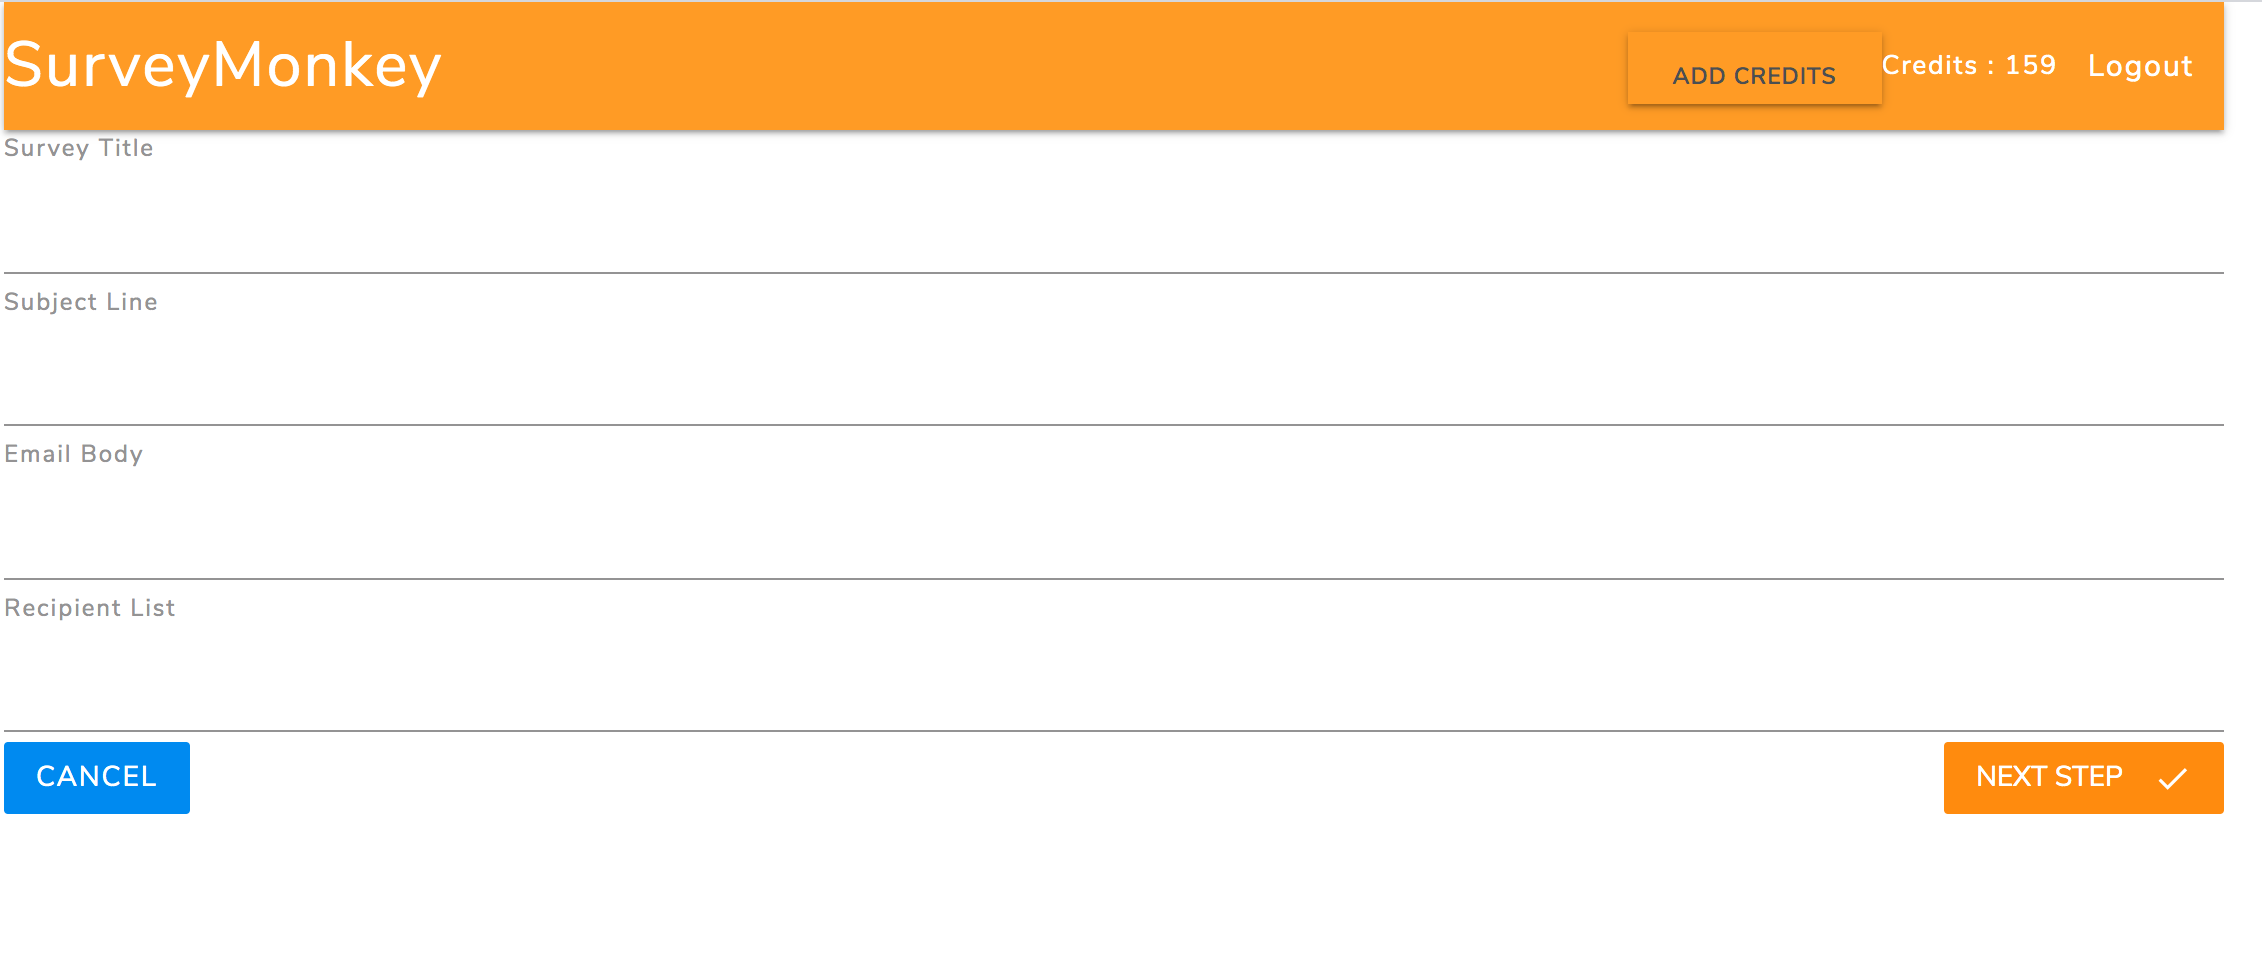 SurveyMonkey ADD CREDITS Credits : 159 Logout
Survey Title
Subject Line
Email Body
Recipient List
CANCEL NEXT STEP